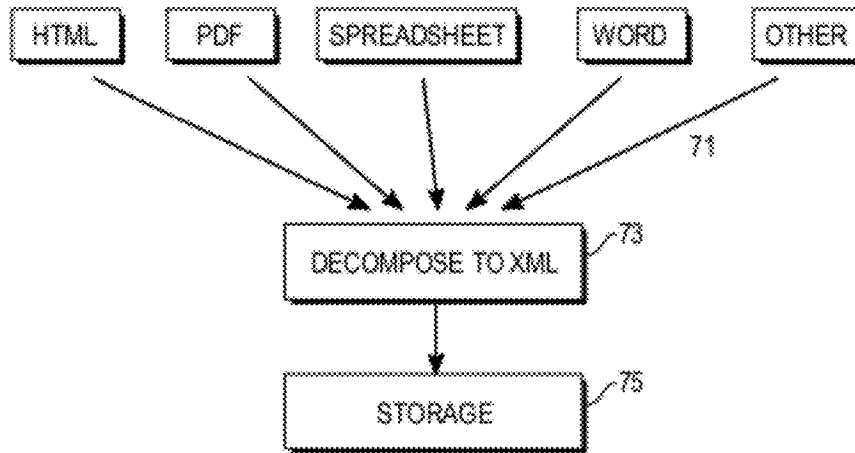 HTML
PDF
SPREADSHEET
WORD
OTHER
71
DECOMPOSE TO XML
73
STORAGE
75